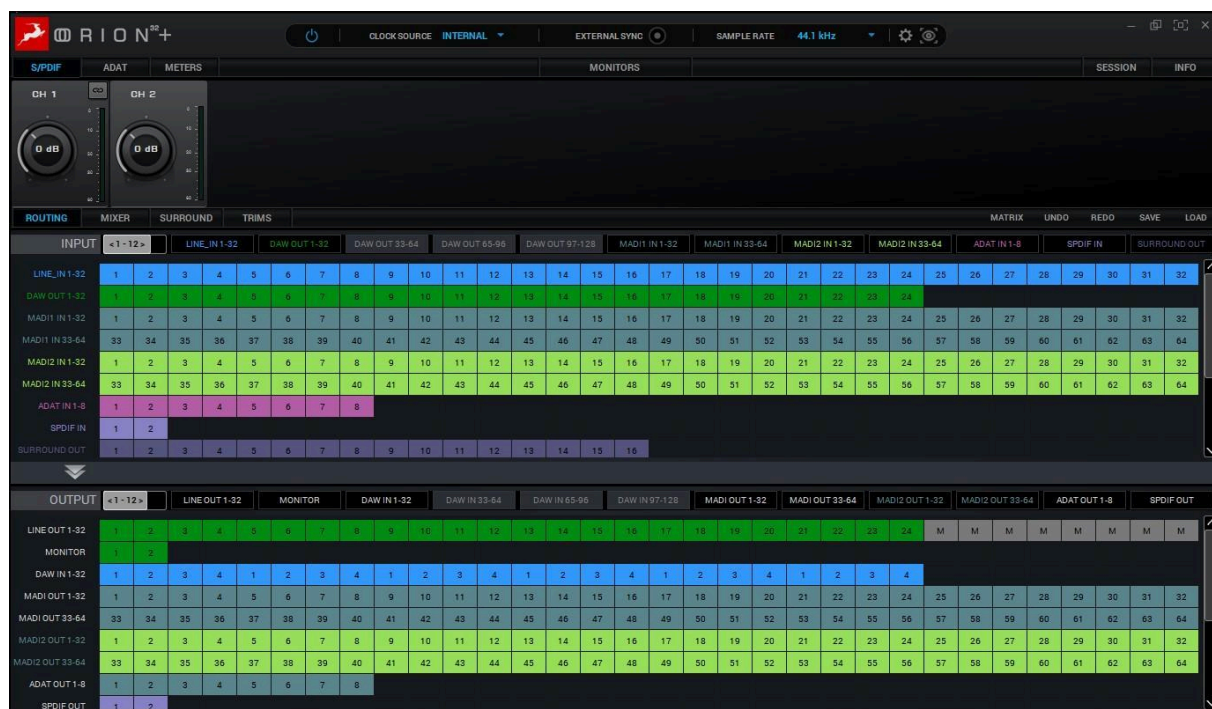 ORION 32+
CLOCK SOURCE INTERNAL EXTERNAL SYNC SAMPLE RATE 44.1 kHz
S/PDIF ADAT METERS MONITORS SESSION INFO
CH 1 CH 2
0 dB 0 dB
ROUTING MIXER SURROUND TRIMS MATRIX UNDO REDO SAVE LOAD
INPUT < 1 - 12 > LINE_IN 1-32 DAW OUT 1-32 DAW OUT 33-64 DAW OUT 65-96 DAW OUT 97-128 MADI1 IN 1-32 MADI1 IN 33-64 MADI2 IN 1-32 MADI2 IN 33-64 ADAT IN 1-8 SPDIF IN SURROUND OUT
LINE_IN 1-32 1 2 3 4 5 6 7 8 9 10 11 12 13 14 15 16 17 18 19 20 21 22 23 24 25 26 27 28 29 30 31 32
DAW OUT 1-32 1 2 3 4 5 6 7 8 9 10 11 12 13 14 15 16 17 18 19 20 21 22 23 24
MADI1 IN 1-32 1 2 3 4 5 6 7 8 9 10 11 12 13 14 15 16 17 18 19 20 21 22 23 24 25 26 27 28 29 30 31 32
MADI1 IN 33-64 33 34 35 36 37 38 39 40 41 42 43 44 45 46 47 48 49 50 51 52 53 54 55 56 57 58 59 60 61 62 63 64
MADI2 IN 1-32 1 2 3 4 5 6 7 8 9 10 11 12 13 14 15 16 17 18 19 20 21 22 23 24 25 26 27 28 29 30 31 32
MADI2 IN 33-64 33 34 35 36 37 38 39 40 41 42 43 44 45 46 47 48 49 50 51 52 53 54 55 56 57 58 59 60 61 62 63 64
ADAT IN 1-8 1 2 3 4 5 6 7 8
SPDIF IN 1 2
SURROUND OUT 1 2 3 4 5 6 7 8 9 10 11 12 13 14 15 16
OUTPUT < 1 - 12 > LINE OUT 1-32 MONITOR DAW IN 1-32 DAW IN 33-64 DAW IN 65-96 DAW IN 97-128 MADI OUT 1-32 MADI OUT 33-64 MADI2 OUT 1-32 MADI2 OUT 33-64 ADAT OUT 1-8 SPDIF OUT
LINE OUT 1-32 1 2 3 4 5 6 7 8 9 10 11 12 13 14 15 16 17 18 19 20 21 22 23 24 M M M M M M M M
MONITOR 1 2
DAW IN 1-32 1 2 3 4 1 2 3 4 1 2 3 4 1 2 3 4 1 2 3 4 1 2 3 4
MADI OUT 1-32 1 2 3 4 5 6 7 8 9 10 11 12 13 14 15 16 17 18 19 20 21 22 23 24 25 26 27 28 29 30 31 32
MADI OUT 33-64 33 34 35 36 37 38 39 40 41 42 43 44 45 46 47 48 49 50 51 52 53 54 55 56 57 58 59 60 61 62 63 64
MADI2 OUT 1-32 1 2 3 4 5 6 7 8 9 10 11 12 13 14 15 16 17 18 19 20 21 22 23 24 25 26 27 28 29 30 31 32
MADI2 OUT 33-64 33 34 35 36 37 38 39 40 41 42 43 44 45 46 47 48 49 50 51 52 53 54 55 56 57 58 59 60 61 62 63 64
ADAT OUT 1-8 1 2 3 4 5 6 7 8
SPDIF OUT 1 2